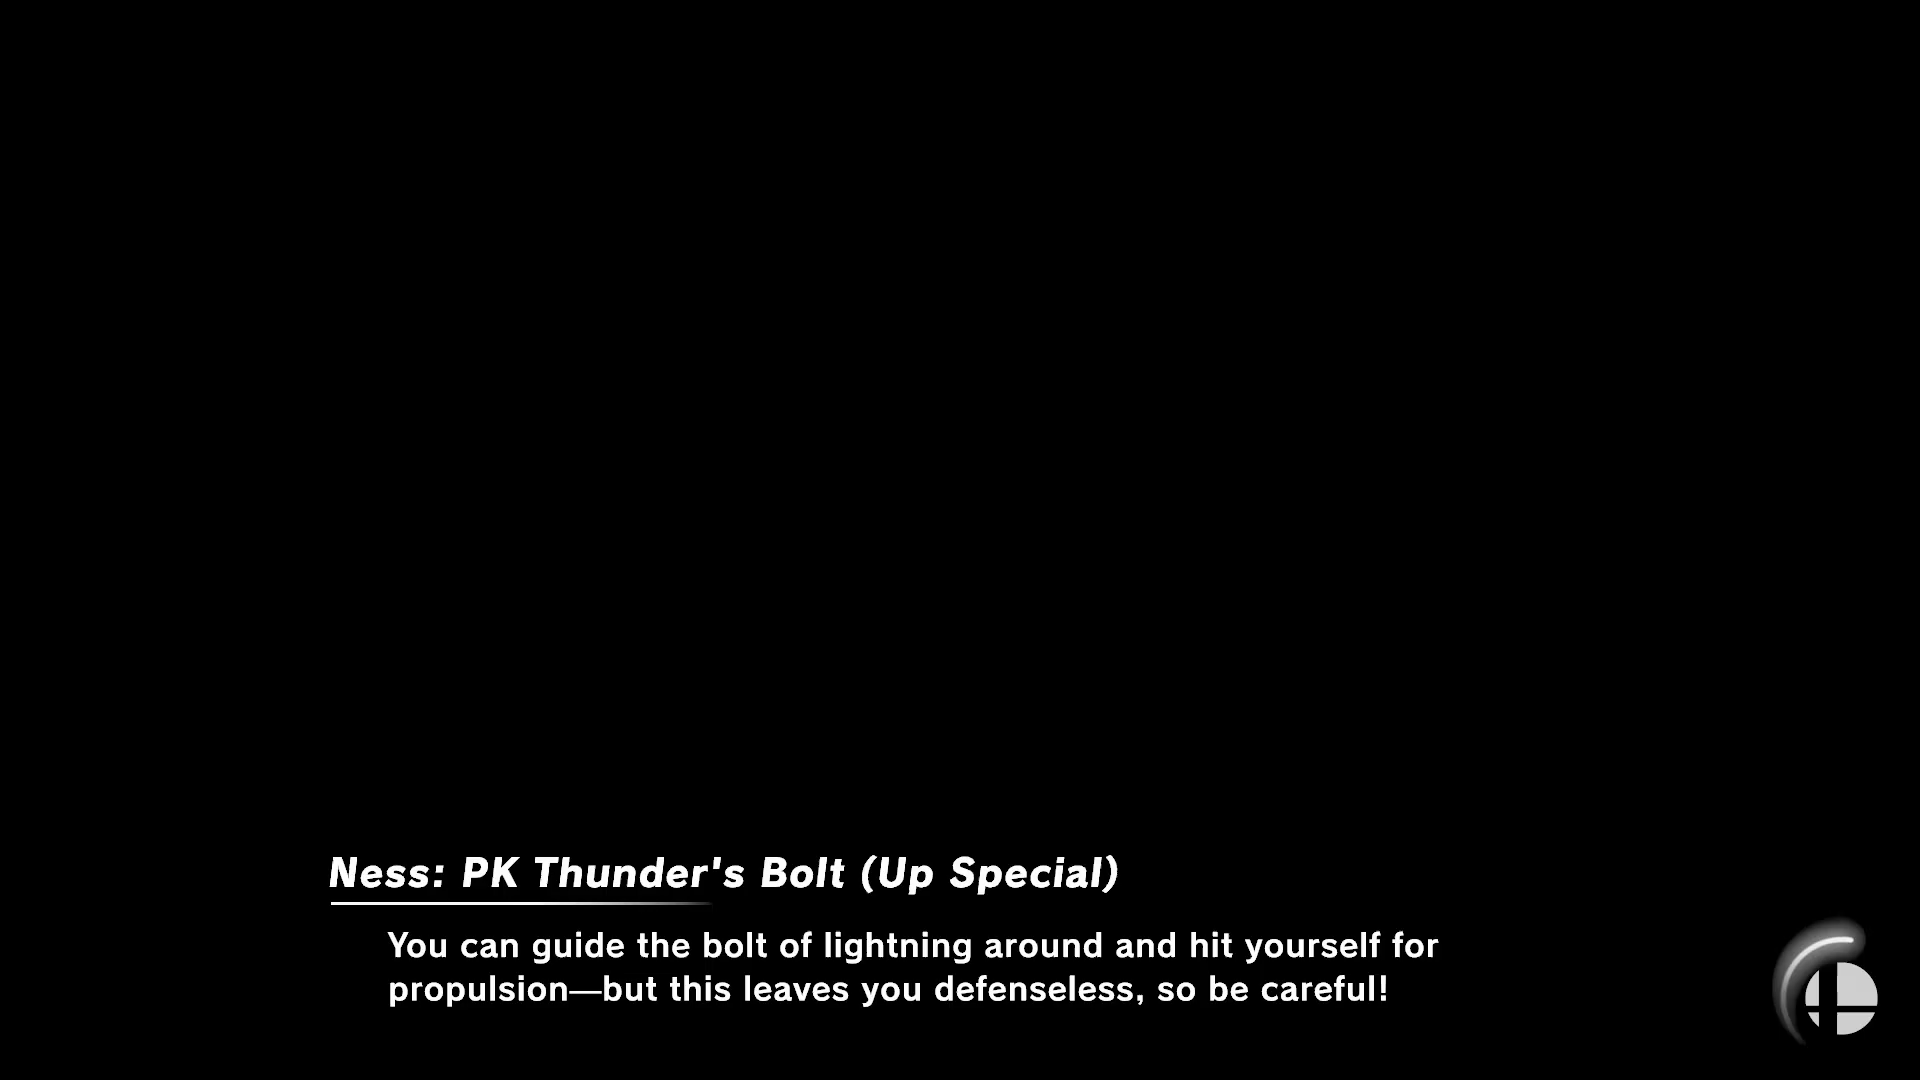 Ness: PK Thunder's Bolt (Up Special)
You can guide the bolt of lightning around and hit yourself for
propulsion—but this leaves you defenseless, so be careful!